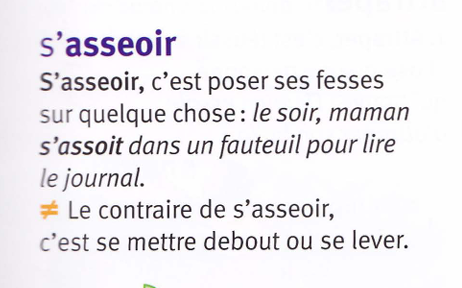 s'asseoir
S'asseoir, c'est poser ses fesses
sur quelque chose : le soir, maman
s'assoit dans un fauteuil pour lire
le journal.
≠ Le contraire de s'asseoir,
c'est se mettre debout ou se lever.